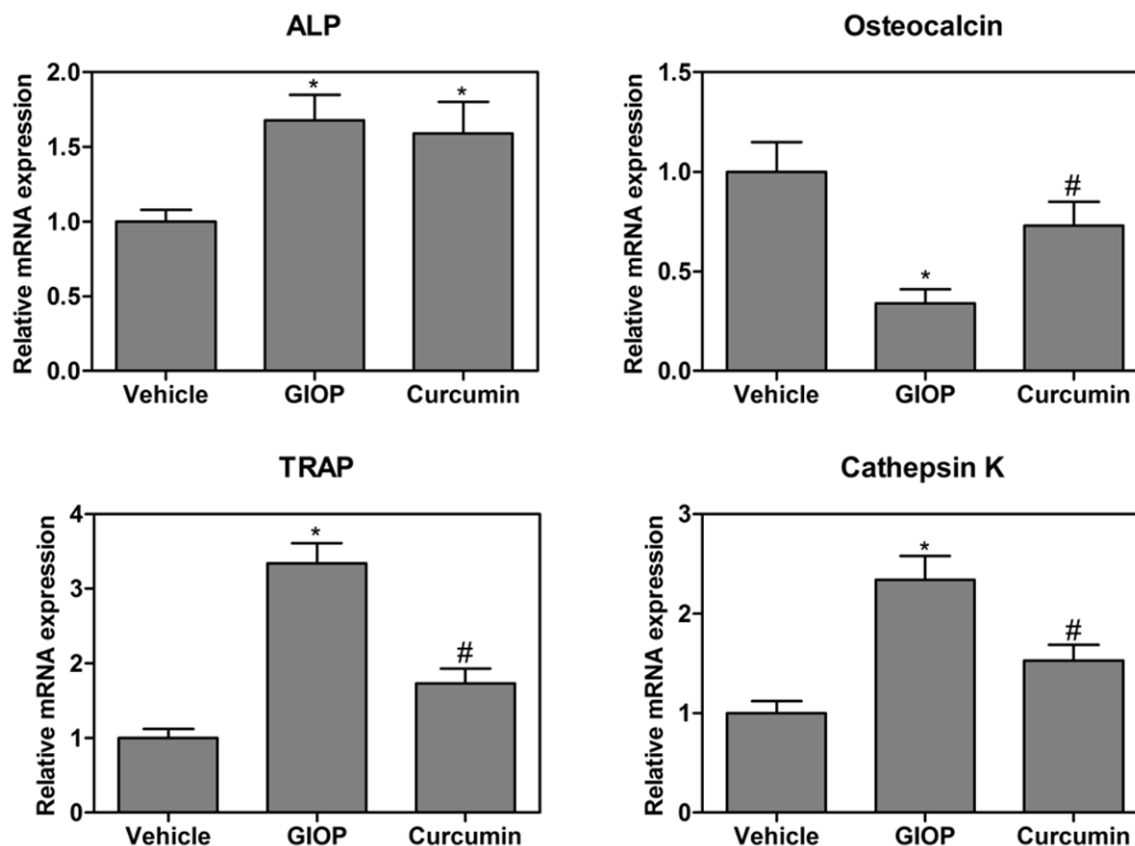 ALP
Relative mRNA expression
2.0
1.5
1.0
0.5
0.0
*
*
Vehicle GIOP Curcumin
Osteocalcin
Relative mRNA expression
1.5
1.0
0.5
0.0
*
#
Vehicle GIOP Curcumin
TRAP
Relative mRNA expression
4
3
2
1
0
*
#
Vehicle GIOP Curcumin
Cathepsin K
Relative mRNA expression
3
2
1
0
*
#
Vehicle GIOP Curcumin